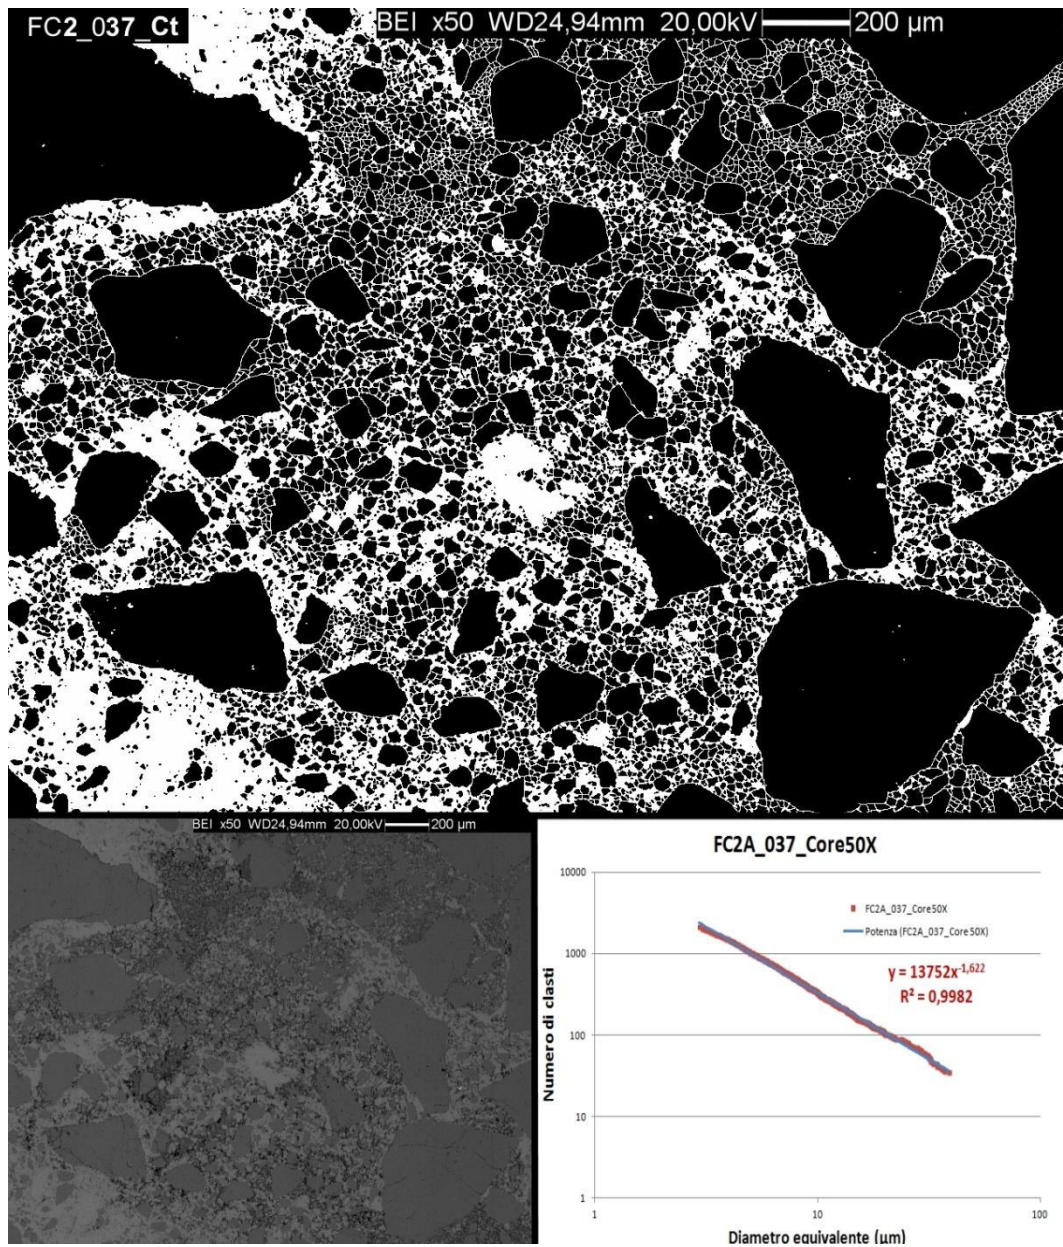 FC2_037_Ct
BEI x50 WD24,94mm 20,00kV 200 µm
BEI x50 WD24,94mm 20,00kV 200 µm
FC2A_037_Core50X
10000
1000
100
10
1
1
10
100
Numero di clasti
FC2A_037_Core50X
Potenza (FC2A_037_Core50X)
y = 13752x^-1,622
R² = 0,9982
Diametro equivalente (µm)